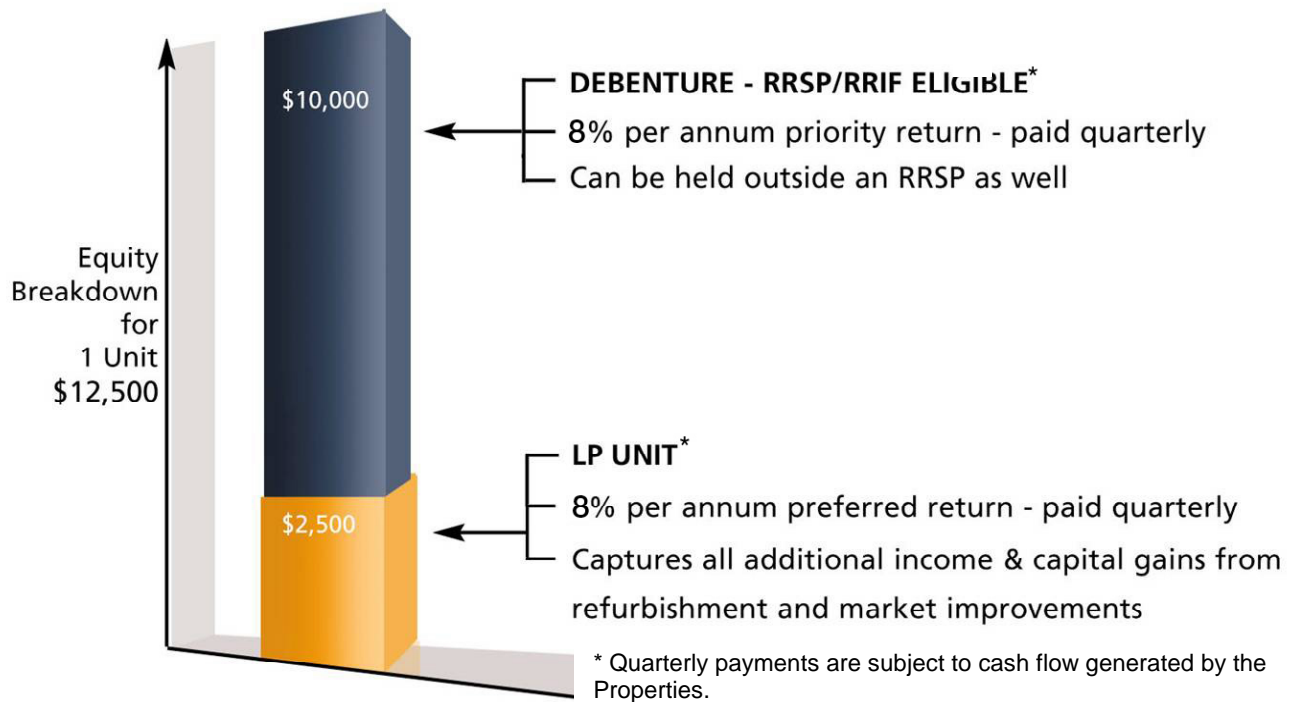 $10,000
DEBENTURE - RRSP/RRIF ELIGIBLE*
8% per annum priority return - paid quarterly
Can be held outside an RRSP as well
Equity
Breakdown
for
1 Unit
$12,500
LP UNIT*
$2,500
8% per annum preferred return - paid quarterly
Captures all additional income & capital gains from
refurbishment and market improvements
* Quarterly payments are subject to cash flow generated by the
Properties.